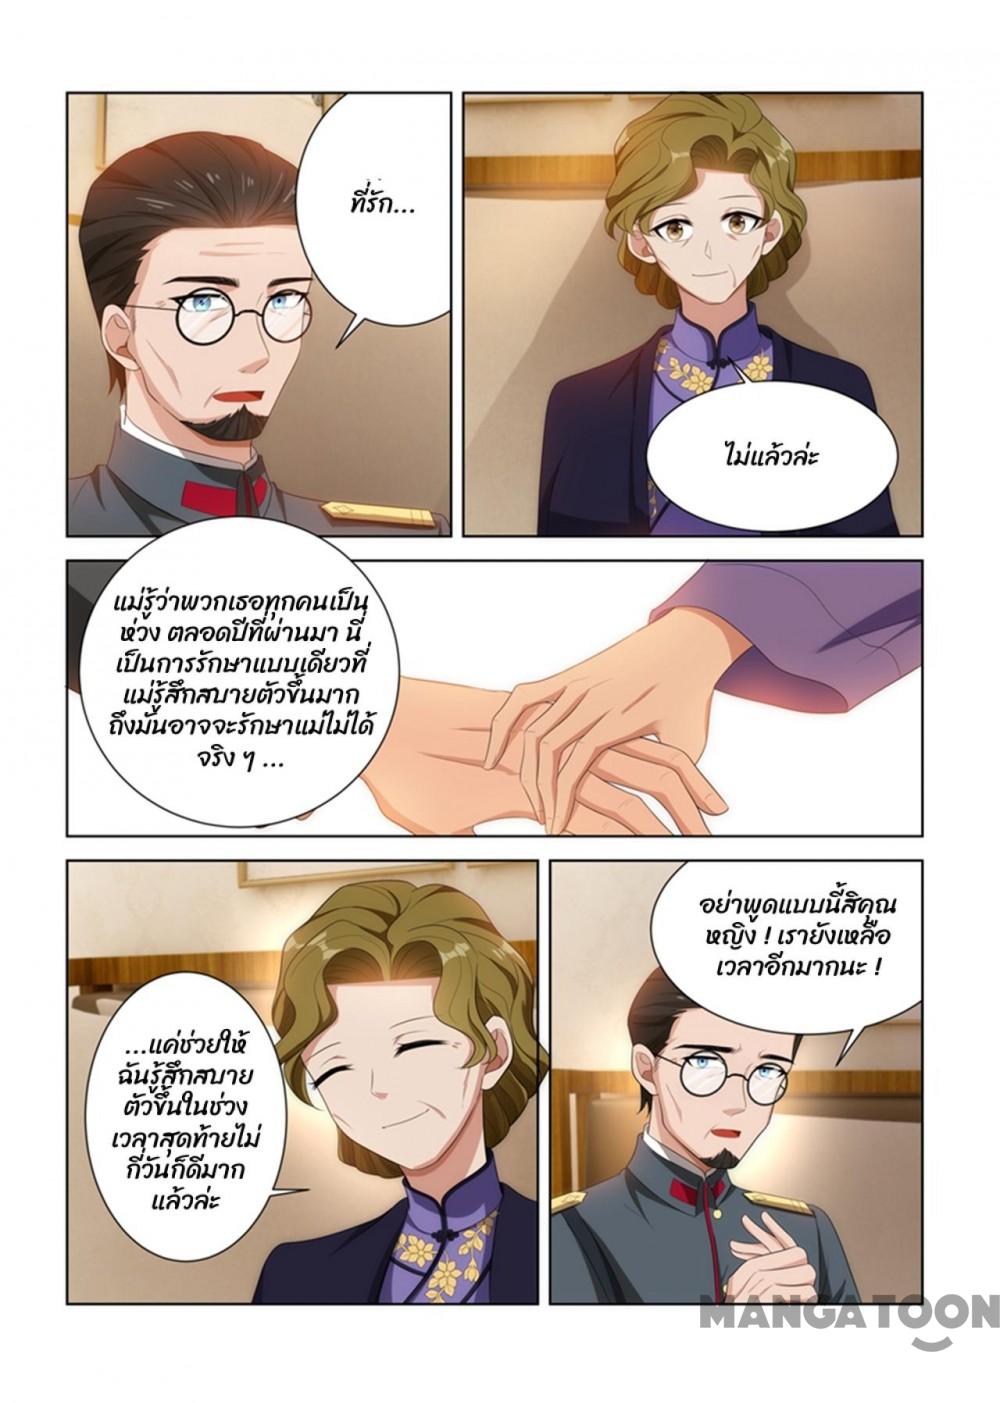 ที่รัก...
ไม่แล้วล่ะ
แม่รู้ว่าพวกเธอทุกคนเป็น
ห่วง ตลอดปีที่ผ่านมา นี่
เป็นการรักษาแบบเดียวที่
แม่รู้สึกสบายตัวขึ้นมาก
ถึงมันอาจจะรักษาแม่ไม่ได้
จริง ๆ ...
...แค่ช่วยให้
ฉันรู้สึกสบาย
ตัวขึ้นในช่วง
เวลาสุดท้ายไม่
กี่วันก็ดีมาก
แล้วล่ะ
อย่าพูดแบบนี้สิคุณ
หญิง ! เรายังเหลือ
เวลาอีกมากนะ !
MANGATOON